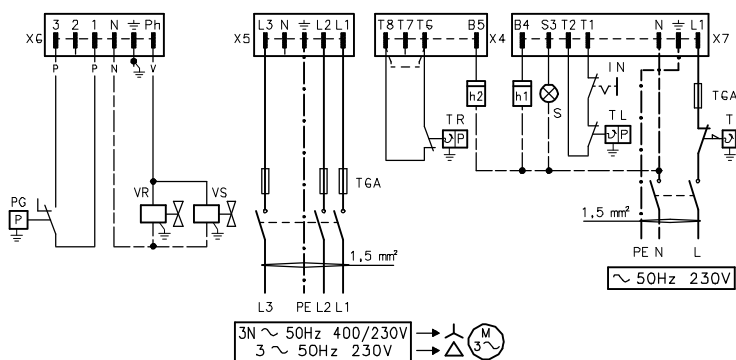 3 2 1 N Ph
X6
P P N V
PG
P
VR
VS
L3 N L2 L1
X5
T6A
1,5 mm²
L3 PE L2 L1
3N ~ 50Hz 400/230V
3 ~ 50Hz 230V
M
3~
T8 T7 T6 B5
X4
h2
TR
P
B4 S3 T2 T1 N L1
X7
h1
S
IN
TL
P
T6A
T
1,5 mm²
PE N L
~ 50Hz 230V